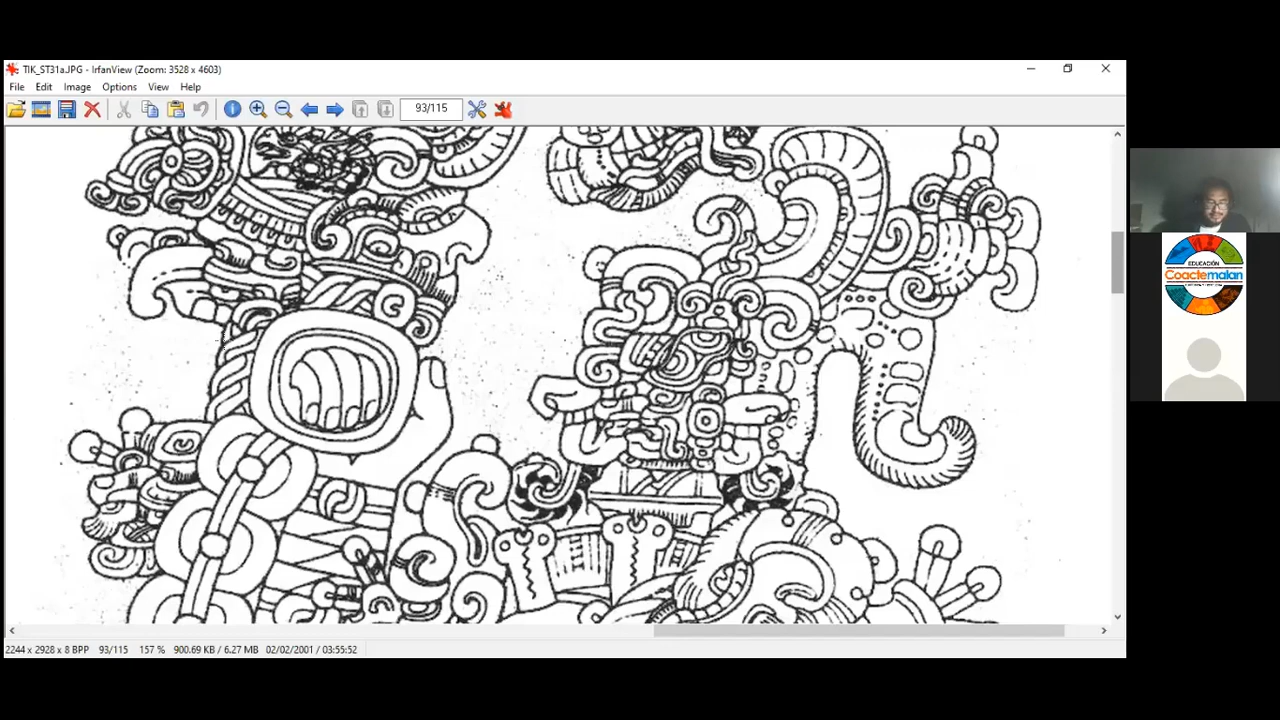 TIK_ST31a.JPG - IrfanView (Zoom: 3528 x 4603)
File Edit Image Options View Help
93/115
2244 x 2928 x 8 BPP 93/115 157 % 900.69 KB / 6.27 MB 02/02/2001 / 03:55:52
EDUCACIÓN
Coactemalan